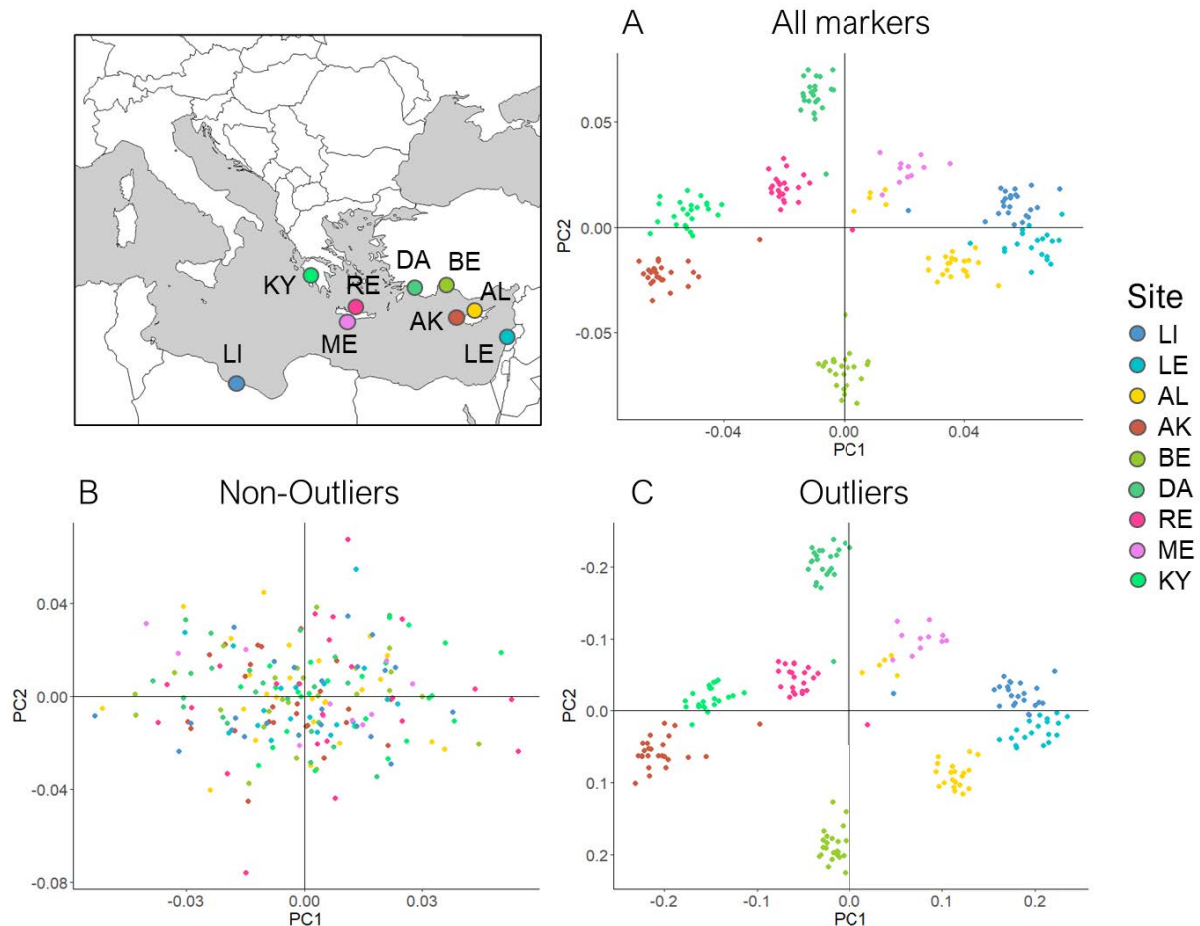 A All markers
KY
RE
DA
BE
AL
AK
ME
LE
LI
0.05
0.00
-0.05
PC2
-0.04
0.00
0.04
PC1
Site
LI
LE
AL
AK
BE
DA
RE
ME
KY
B Non-Outliers
0.04
0.00
-0.04
-0.08
PC2
-0.03
0.00
0.03
PC1
C Outliers
-0.2
-0.1
0.0
0.1
0.2
PC2
-0.2
-0.1
0.0
0.1
0.2
PC1